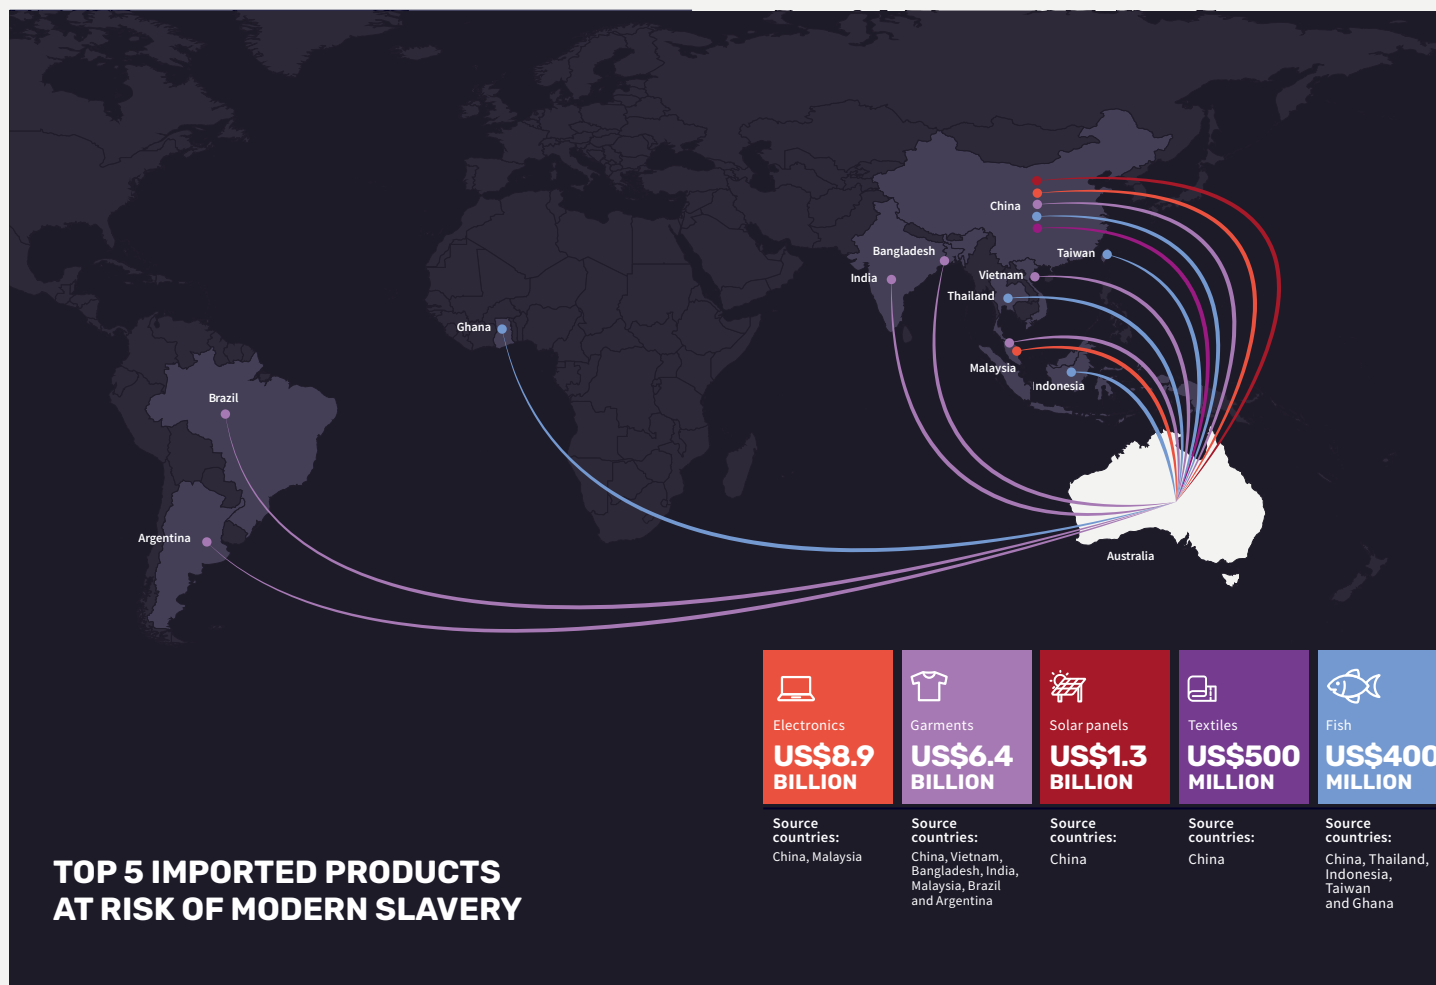 China
Bangladesh
Taiwan
India
Vietnam
Thailand
Ghana
Malaysia
Indonesia
Brazil
Argentina
Australia
Electronics
US$8.9
BILLION
Source
countries:
China, Malaysia
Garments
US$6.4
BILLION
Source
countries:
China, Vietnam,
Bangladesh, India,
Malaysia, Brazil
and Argentina
Solar panels
US$1.3
BILLION
Source
countries:
China
Textiles
US$500
MILLION
Source
countries:
China
Fish
US$400
MILLION
Source
countries:
China, Thailand,
Indonesia,
Taiwan
and Ghana
TOP 5 IMPORTED PRODUCTS
AT RISK OF MODERN SLAVERY